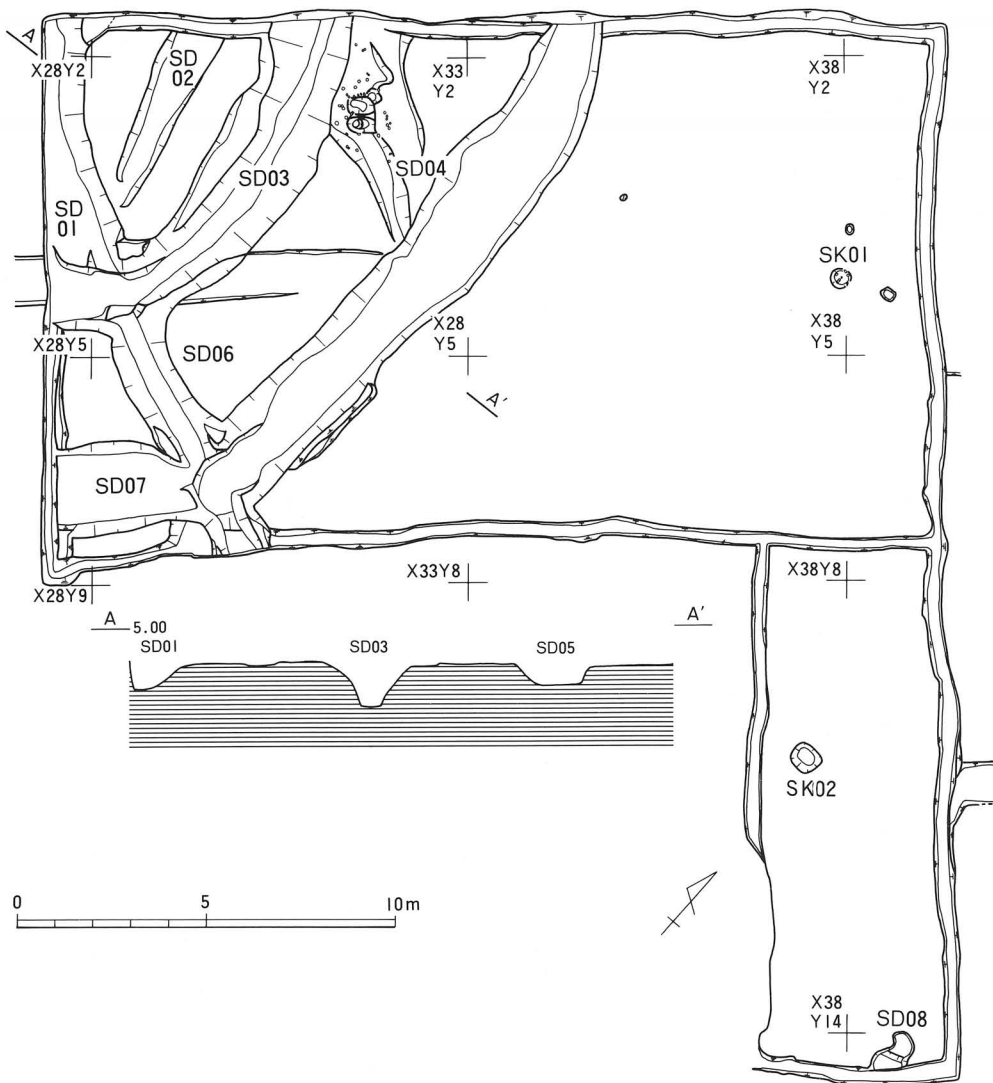 A
X28Y2
SD
02
X33
Y2
X38
Y2
SD03
SD04
SD
01
SK01
X28Y5
SD06
X28
Y5
X38
Y5
A'
SD07
X28Y9
X33Y8
X38Y8
A
5.00
A'
SD01
SD03
SD05
SK02
0
5
10m
X38
Y14
SD08